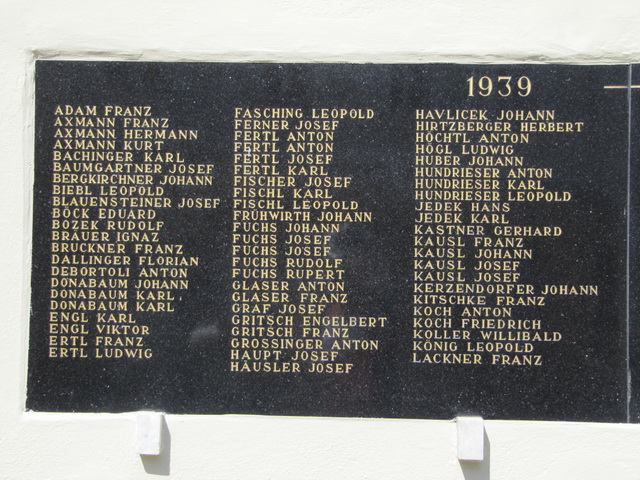 1939
ADAM FRANZ
AXMANN FRANZ
AXMANN HERMANN
AXMANN KURT
BACHINGER KARL
BAUMGARTNER JOSEF
BERGKIRCHNER JOHANN
BIEBL LEOPOLD
BLAUENSTEINER JOSEF
BÖCK EDUARD
BOZEK RUDOLF
BRAUER IGNAZ
BRUCKNER FRANZ
DALLINGER FLORIAN
DEBORTOLI ANTON
DONABAUM JOHANN
DONABAUM KARL
DONABAUM KARL
ENGL KARL
ENGL VIKTOR
ERTL FRANZ
ERTL LUDWIG
FASCHING LEOPOLD
FERNER JOSEF
FERTL ANTON
FERTL ANTON
FERTL JOSEF
FERTL KARL
FISCHER JOSEF
FISCHL KARL
FISCHL LEOPOLD
FRÜHWIRTH JOHANN
FUCHS JOHANN
FUCHS JOSEF
FUCHS JOSEF
FUCHS RUDOLF
FUCHS RUPERT
GLASER ANTON
GLASER FRANZ
GRAF JOSEF
GRITSCH ENGELBERT
GRITSCH FRANZ
GROSSINGER ANTON
HAUPT JOSEF
HÄUSLER JOSEF
HAVLICEK JOHANN
HIRTZBERGER HERBERT
HÖCHTL ANTON
HÖGL LUDWIG
HUBER JOHANN
HUNDRIESER ANTON
HUNDRIESER KARL
HUNDRIESER LEOPOLD
JEDEK HANS
JEDEK KARL
KASTNER GERHARD
KAUSL FRANZ
KAUSL JOHANN
KAUSL JOSEF
KAUSL JOSEF
KERZENDORFER JOHANN
KITSCHKE FRANZ
KOCH ANTON
KOCH FRIEDRICH
KOLLER WILLIBALD
KÖNIG LEOPOLD
LACKNER FRANZ